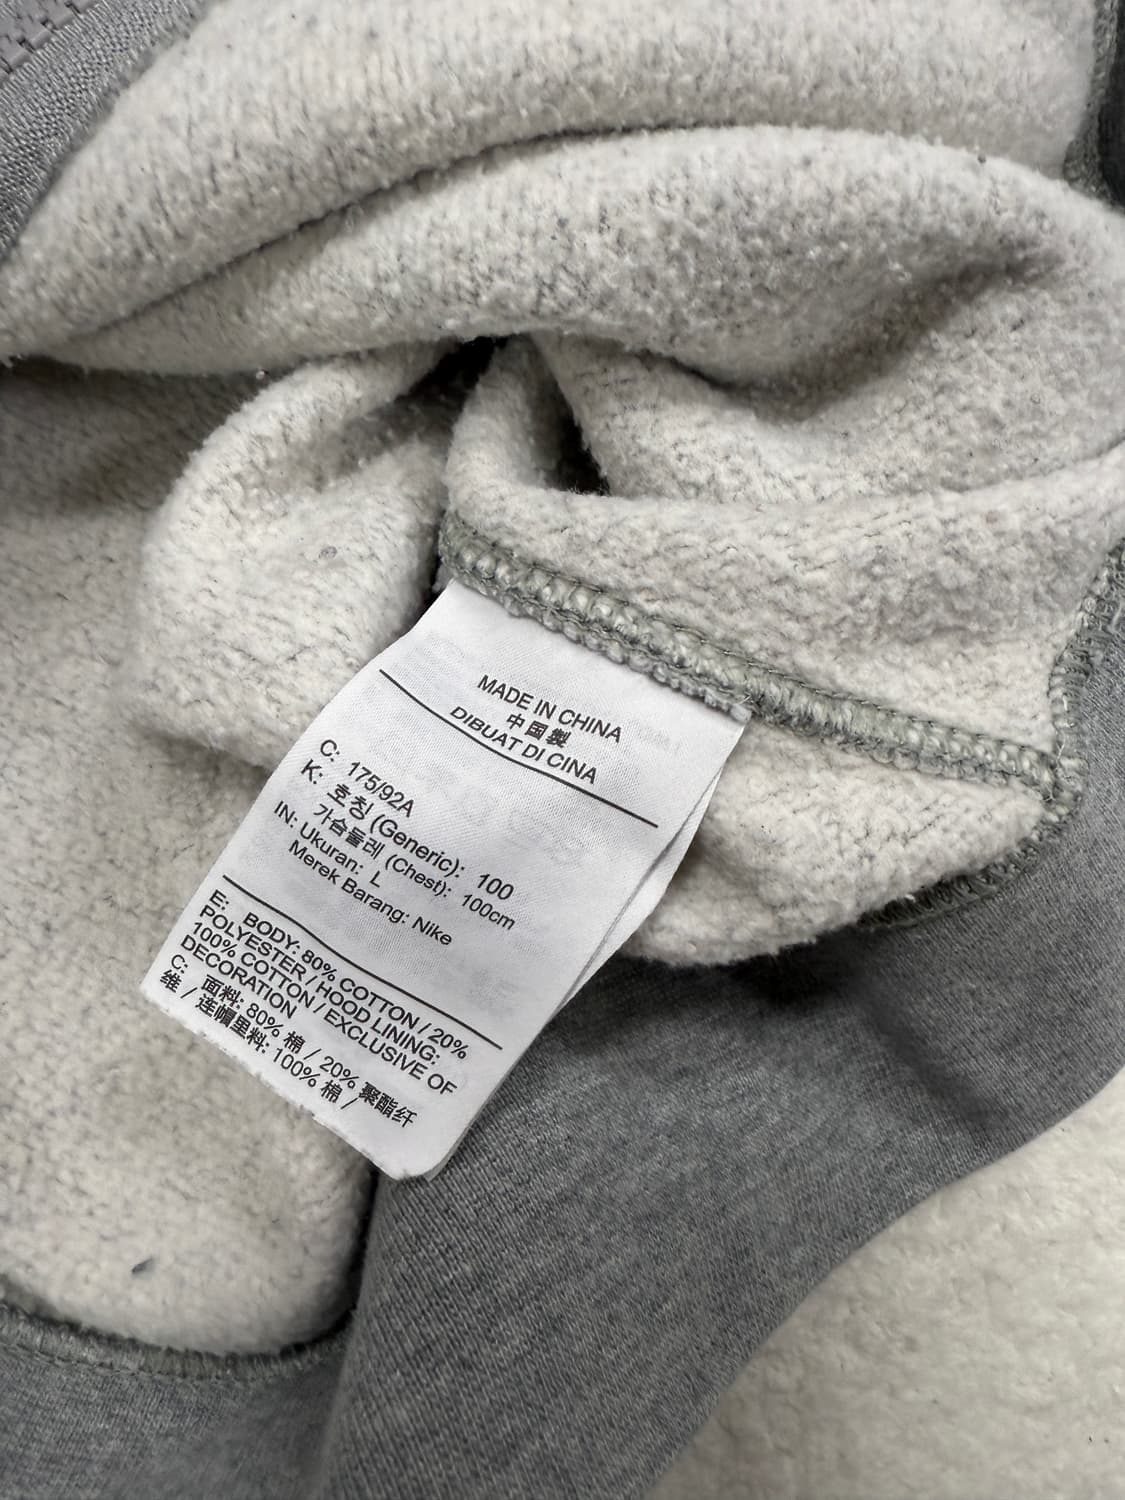 MADE IN CHINA
中国製
DIBUAT DI CINA
C: 175/92A
K: 호칭 (Generic): 100
가슴둘레 (Chest): 100cm
IN: Ukuran: L
Merek Barang: Nike
E: BODY: 80% COTTON / 20%
POLYESTER / HOOD LINING:
100% COTTON / EXCLUSIVE OF
DECORATION
C: 面料: 80% 棉 / 20% 聚酯纤
维 / 连帽里料: 100% 棉 /